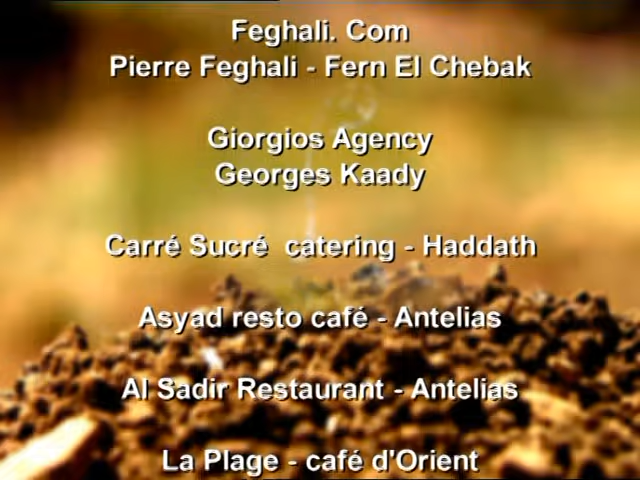 Feghali. Com
Pierre Feghali - Fern El Chebak
Giorgios Agency
Georges Kaady
Carré Sucré  catering - Haddath
Asyad resto café - Antelias
Al Sadir Restaurant - Antelias
La Plage - café d'Orient